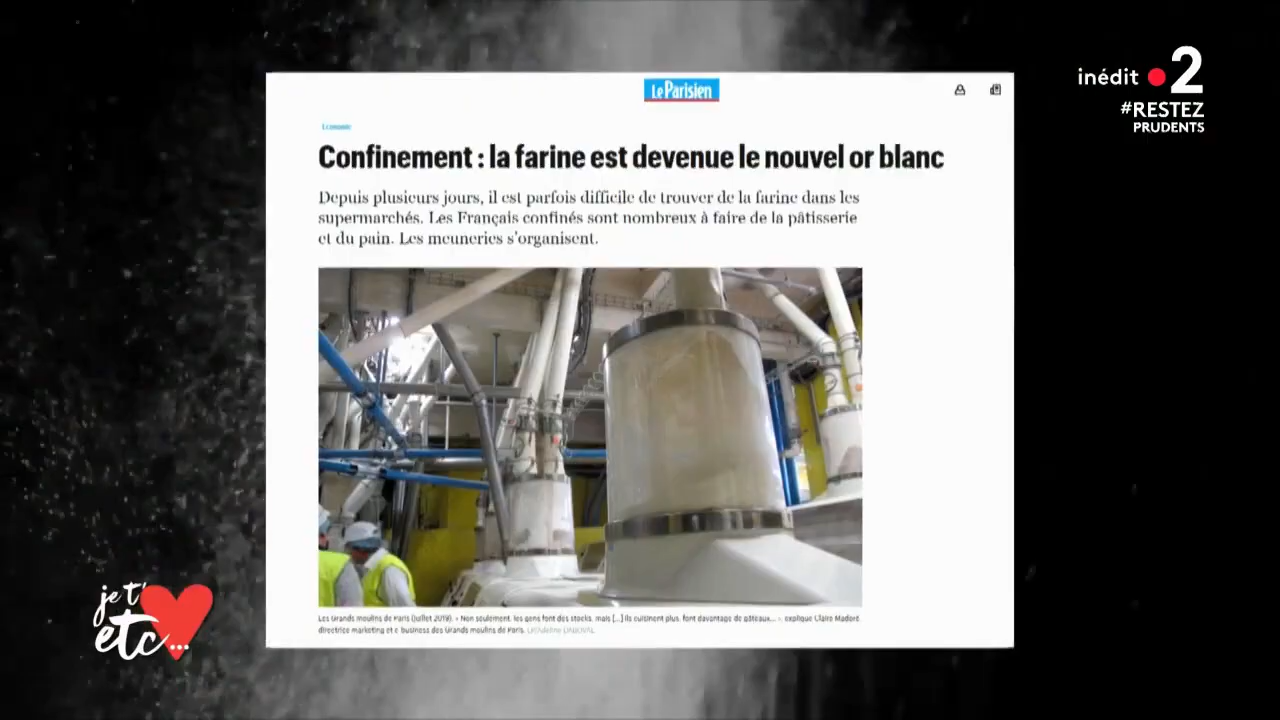 Le Parisien
inédit 2
#RESTEZ
PRUDENTS
Économie
Confinement : la farine est devenue le nouvel or blanc
Depuis plusieurs jours, il est parfois difficile de trouver de la farine dans les
supermarchés. Les Français confinés sont nombreux à faire de la pâtisserie
et du pain. Les meuneries s'organisent.
Les Grands moulins de Paris (juillet 2019). « Non seulement, les gens font des stocks, mais [...] ils cuisinent plus, font davantage de gâteaux... », explique Claire Madoré
directrice marketing et e-business des Grands moulins de Paris.
je t'
etc...